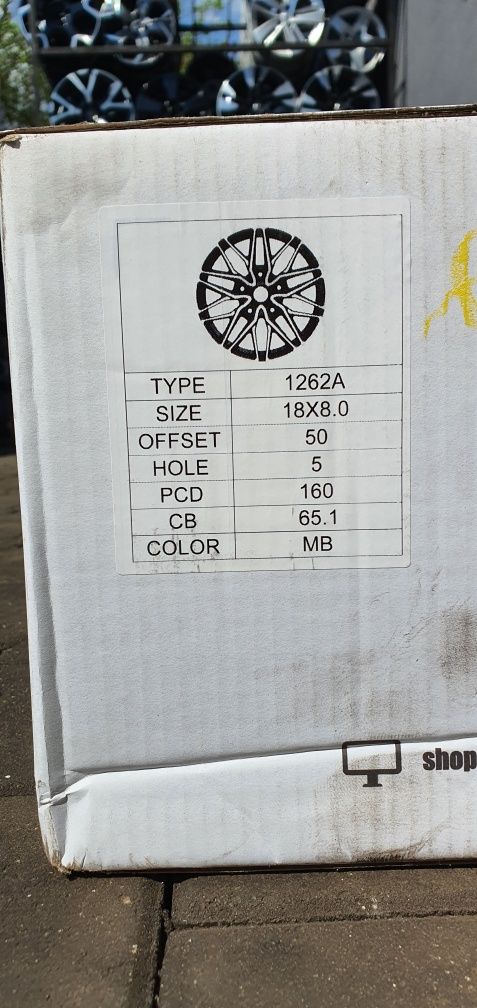 TYPE 1262A
SIZE 18X8.0
OFFSET 50
HOLE 5
PCD 160
CB 65.1
COLOR MB
shop